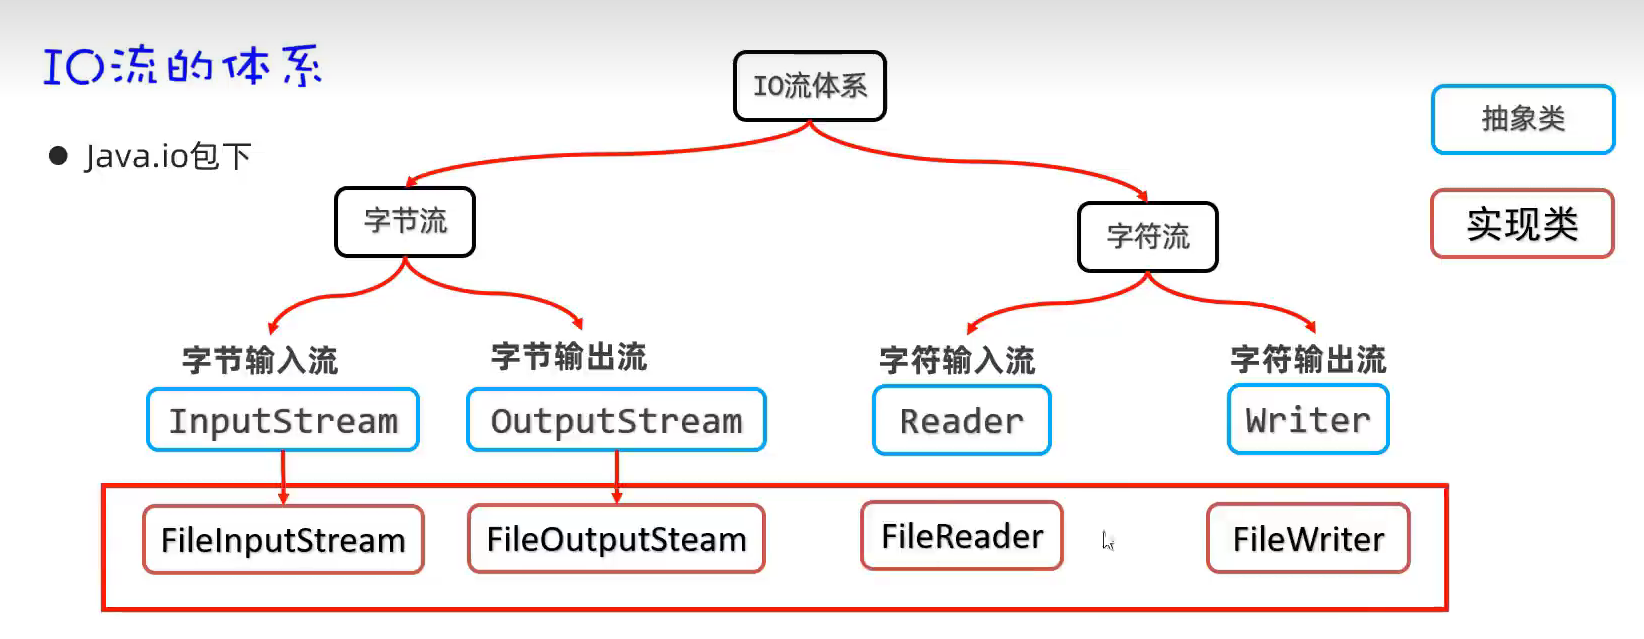 IO流的体系
IO流体系
抽象类
Java.io包下
实现类
字节流
字符流
字节输入流
字节输出流
字符输入流
字符输出流
InputStream
OutputStream
Reader
Writer
FileInputStream
FileOutputSteam
FileReader
FileWriter